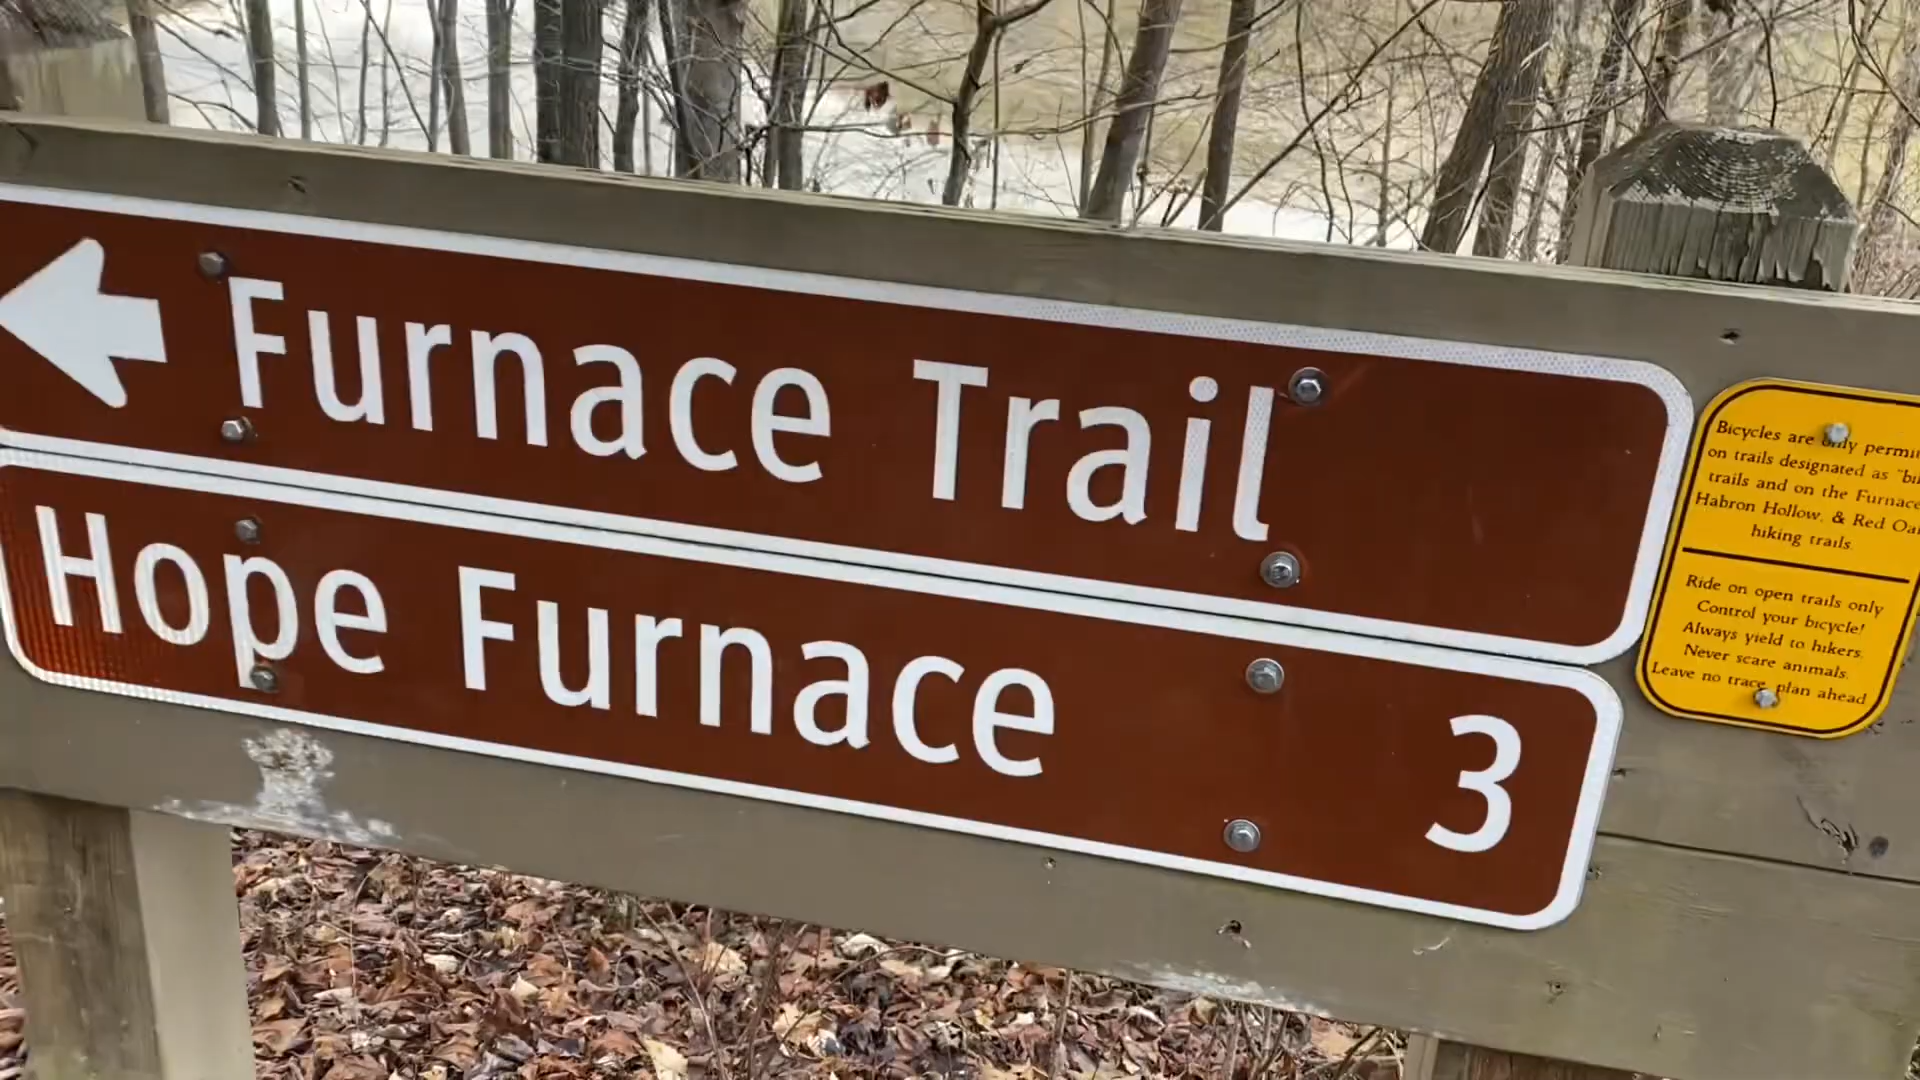 Furnace Trail
Hope Furnace 3
Bicycles are only
on trails designated as
trails and on the Furnace
Habron Hollow, & Red
hiking trails.
Ride on open trails only
Control your bicycle!
Always yield to hikers.
Never scare animals.
Leave no trace, plan ahead